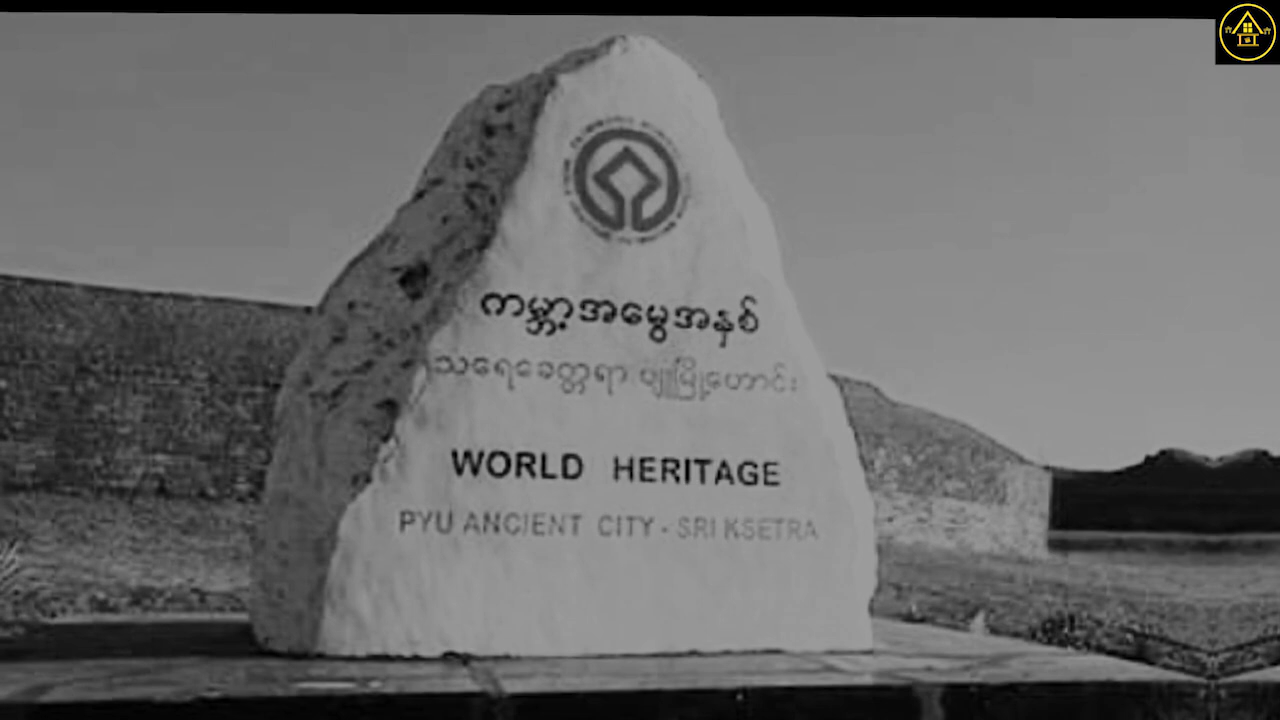 ကမ္ဘာ့အမွေအနှစ်
သရေခေတ္တရာ ပျူမြို့ဟောင်း
WORLD HERITAGE
PYU ANCIENT CITY - SRI KSETRA